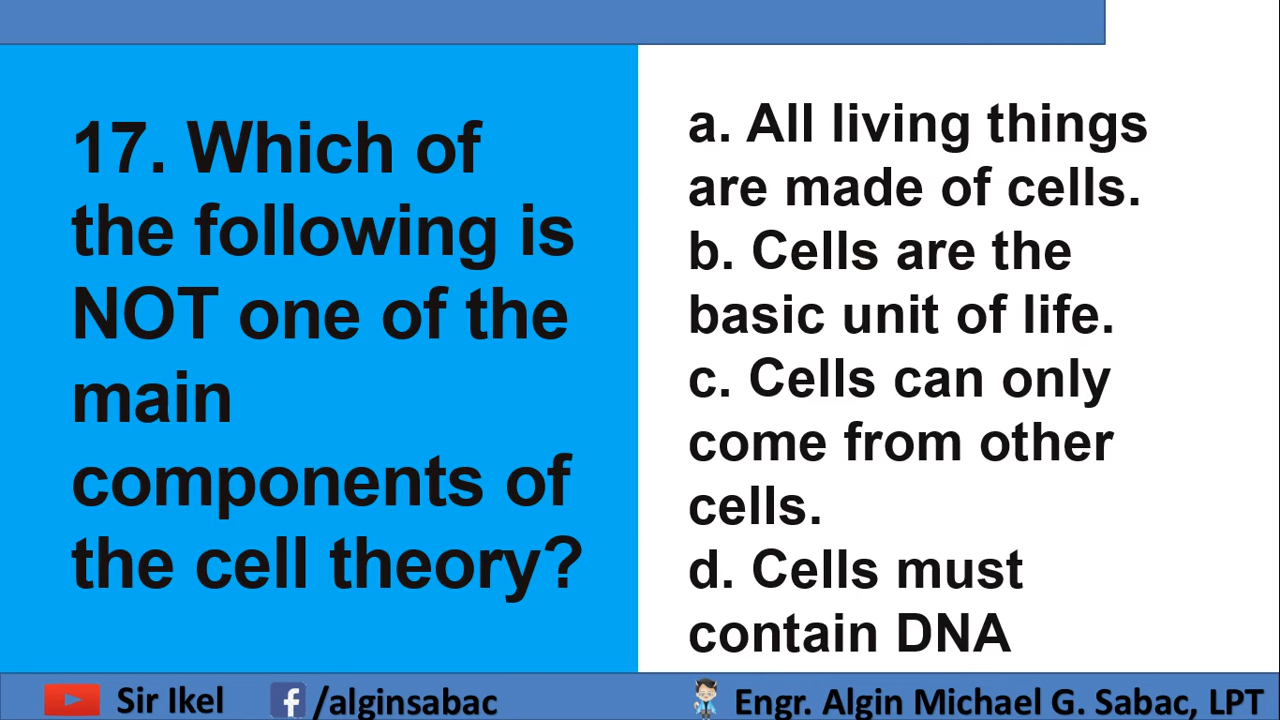 17. Which of
the following is
NOT one of the
main
components of
the cell theory?
a. All living things
are made of cells.
b. Cells are the
basic unit of life.
c. Cells can only
come from other
cells.
d. Cells must
contain DNA
Sir Ikel
/alginsabac
Engr. Algin Michael G. Sabac, LPT